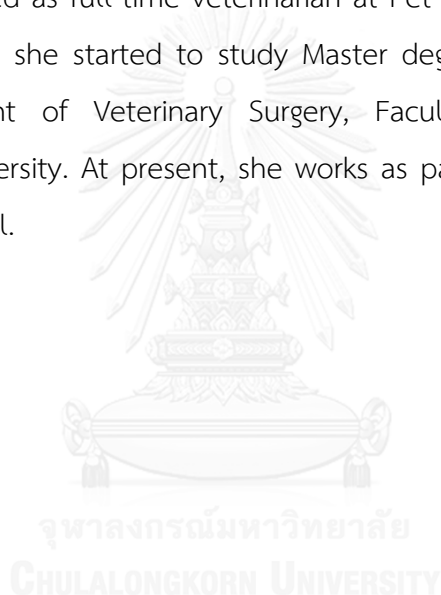 ed as full time veterinarian at Pet
she started to study Master deg
nt of Veterinary Surgery, Facul
ersity. At present, she works as pa
l.
จุฬาลงกรณ์มหาวิทยาลัย
CHULALONGKORN UNIVERSITY